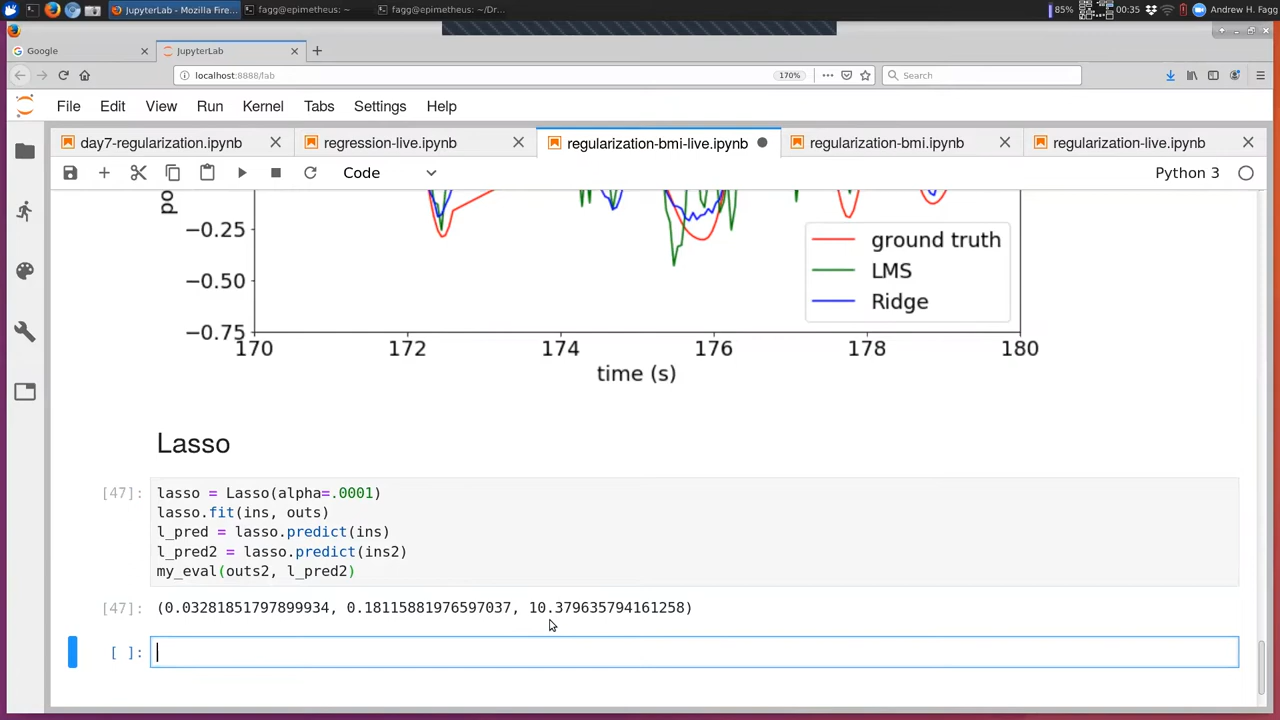 JupyterLab - Mozilla Fire... fagg@epimetheus: ~ fagg@epimetheus: ~/Dr... 85% 00:35 Andrew H. Fagg
Google JupyterLab
localhost:8888/lab 170% Search
File Edit View Run Kernel Tabs Settings Help
day7-regularization.ipynb regression-live.ipynb regularization-bmi-live.ipynb regularization-bmi.ipynb regularization-live.ipynb
Code Python 3
po
−0.25
−0.50
−0.75
ground truth
LMS
Ridge
170 172 174 176 178 180
time (s)
Lasso
[47]: lasso = Lasso(alpha=.0001)
lasso.fit(ins, outs)
l_pred = lasso.predict(ins)
l_pred2 = lasso.predict(ins2)
my_eval(outs2, l_pred2)
[47]: (0.03281851797899934, 0.18115881976597037, 10.379635794161258)
[ ]: